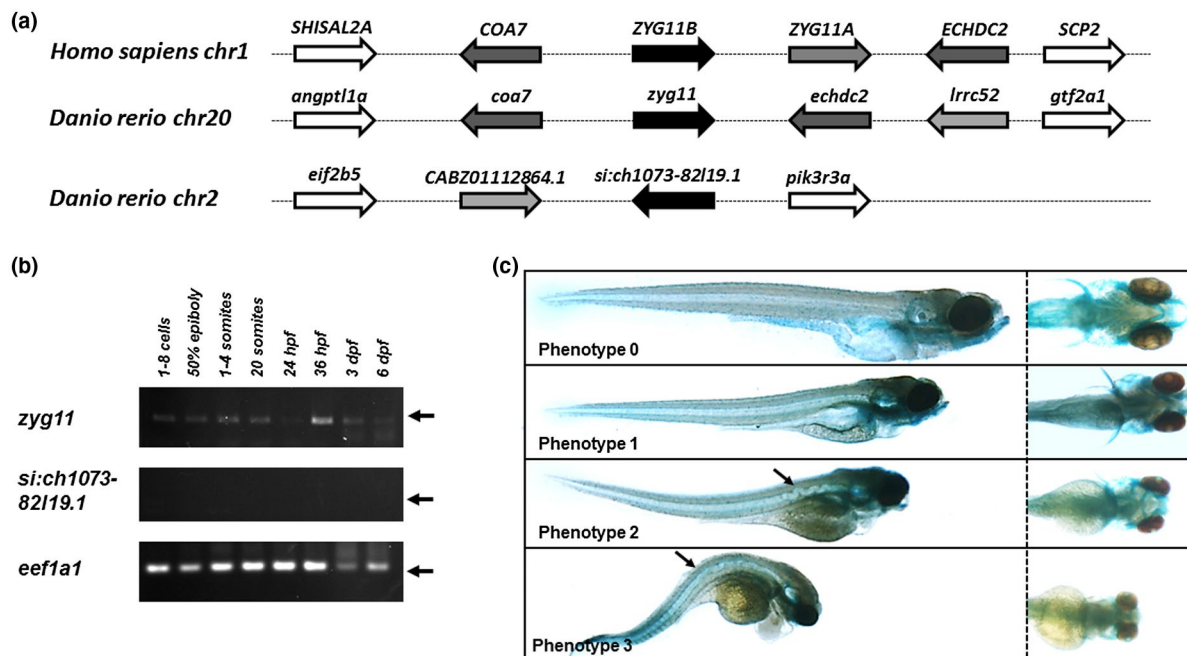 (a)
SHISAL2A COA7 ZYG11B ZYG11A ECHDC2 SCP2
Homo sapiens chr1
angptl1a coa7 zyg11 echdc2 lrrc52 gtf2a1
Danio rerio chr20
eif2b5 CABZ01112864.1 si:ch1073-82l19.1 pik3r3a
Danio rerio chr2
(b)
1-8 cells 50% epiboly 1-4 somites 20 somites 24 hpf 36 hpf 3 dpf 6 dpf
zyg11
si:ch1073-
82l19.1
eef1a1
(c)
Phenotype 0
Phenotype 1
Phenotype 2
Phenotype 3